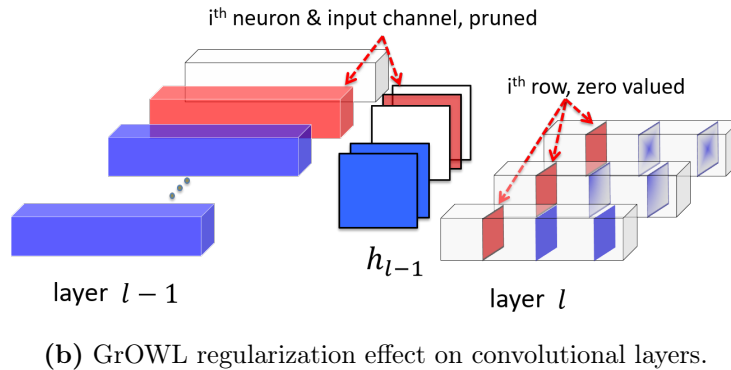 iᵗʰ neuron & input channel, pruned
iᵗʰ row, zero valued
h_{l−1}
layer l − 1
layer l
(b) GrOWL regularization effect on convolutional layers.